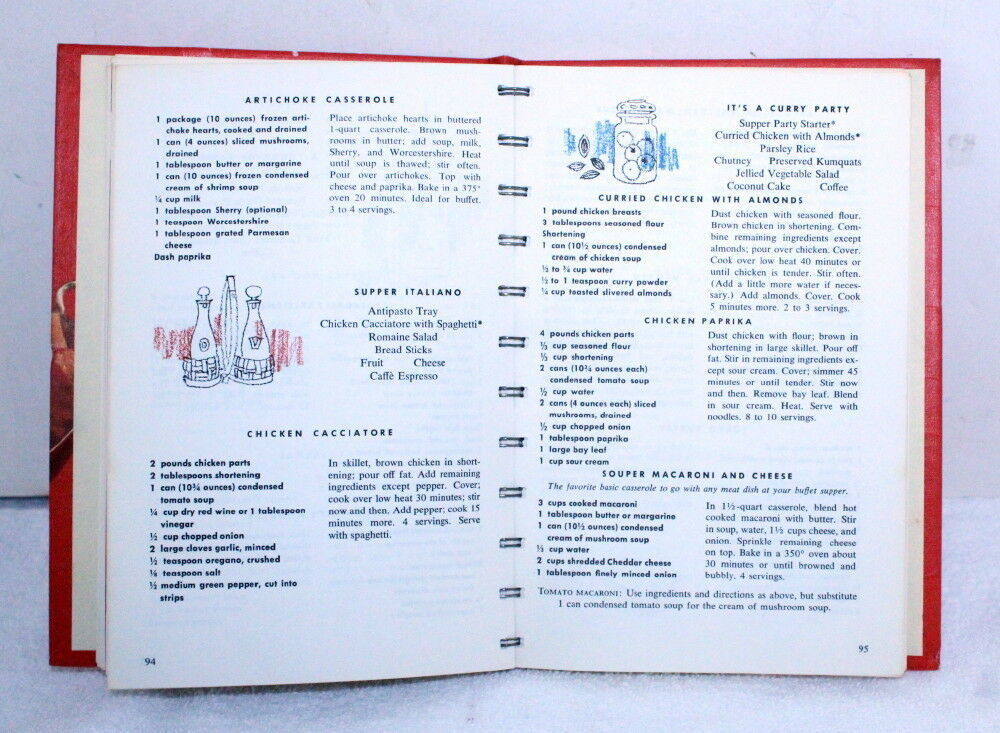 ARTICHOKE CASSEROLE
1 package (10 ounces) frozen arti-
choke hearts, cooked and drained
1 can (4 ounces) sliced mushrooms,
drained
1 tablespoon butter or margarine
1 can (10 ounces) frozen condensed
cream of shrimp soup
¼ cup milk
1 tablespoon Sherry (optional)
1 teaspoon Worcestershire
1 tablespoon grated Parmesan
cheese
Dash paprika
Place artichoke hearts in buttered
1-quart casserole. Brown mush-
rooms in butter; add soup, milk,
Sherry, and Worcestershire. Heat
until soup is thawed; stir often.
Pour over artichokes. Top with
cheese and paprika. Bake in a 375°
oven 20 minutes. Ideal for buffet.
3 to 4 servings.
SUPPER ITALIANO
Antipasto Tray
Chicken Cacciatore with Spaghetti*
Romaine Salad
Bread Sticks
Fruit Cheese
Caffè Espresso
O
V
CHICKEN CACCIATORE
2 pounds chicken parts
2 tablespoons shortening
1 can (10¾ ounces) condensed
tomato soup
¼ cup dry red wine or 1 tablespoon
vinegar
½ cup chopped onion
2 large cloves garlic, minced
½ teaspoon oregano, crushed
⅛ teaspoon salt
½ medium green pepper, cut into
strips
In skillet, brown chicken in short-
ening; pour off fat. Add remaining
ingredients except pepper. Cover;
cook over low heat 30 minutes; stir
now and then. Add pepper; cook 15
minutes more. 4 servings. Serve
with spaghetti.
94
IT'S A CURRY PARTY
Supper Party Starter*
Curried Chicken with Almonds*
Parsley Rice
Chutney Preserved Kumquats
Jellied Vegetable Salad
Coconut Cake Coffee
CURRIED CHICKEN WITH ALMONDS
1 pound chicken breasts
3 tablespoons seasoned flour
Shortening
1 can (10½ ounces) condensed
cream of chicken soup
½ to ¾ cup water
½ to 1 teaspoon curry powder
¼ cup toasted slivered almonds
Dust chicken with seasoned flour.
Brown chicken in shortening. Com-
bine remaining ingredients except
almonds; pour over chicken. Cover.
Cook over low heat 40 minutes or
until chicken is tender. Stir often.
(Add a little more water if neces-
sary.) Add almonds. Cover. Cook
5 minutes more. 2 to 3 servings.
CHICKEN PAPRIKA
4 pounds chicken parts
⅓ cup seasoned flour
⅓ cup shortening
2 cans (10¾ ounces each)
condensed tomato soup
½ cup water
2 cans (4 ounces each) sliced
mushrooms, drained
½ cup chopped onion
1 tablespoon paprika
1 large bay leaf
1 cup sour cream
Dust chicken with flour; brown in
shortening in large skillet. Pour off
fat. Stir in remaining ingredients ex-
cept sour cream. Cover; simmer 45
minutes or until tender. Stir now
and then. Remove bay leaf. Blend
in sour cream. Heat. Serve with
noodles. 8 to 10 servings.
SOUPER MACARONI AND CHEESE
The favorite basic casserole to go with any meat dish at your buffet supper.
3 cups cooked macaroni
1 tablespoon butter or margarine
1 can (10½ ounces) condensed
cream of mushroom soup
⅓ cup water
2 cups shredded Cheddar cheese
1 tablespoon finely minced onion
In 1½-quart casserole, blend hot
cooked macaroni with butter. Stir
in soup, water, 1½ cups cheese, and
onion. Sprinkle remaining cheese
on top. Bake in a 350° oven about
30 minutes or until browned and
bubbly. 4 servings.
TOMATO MACARONI: Use ingredients and directions as above, but substitute
1 can condensed tomato soup for the cream of mushroom soup.
95